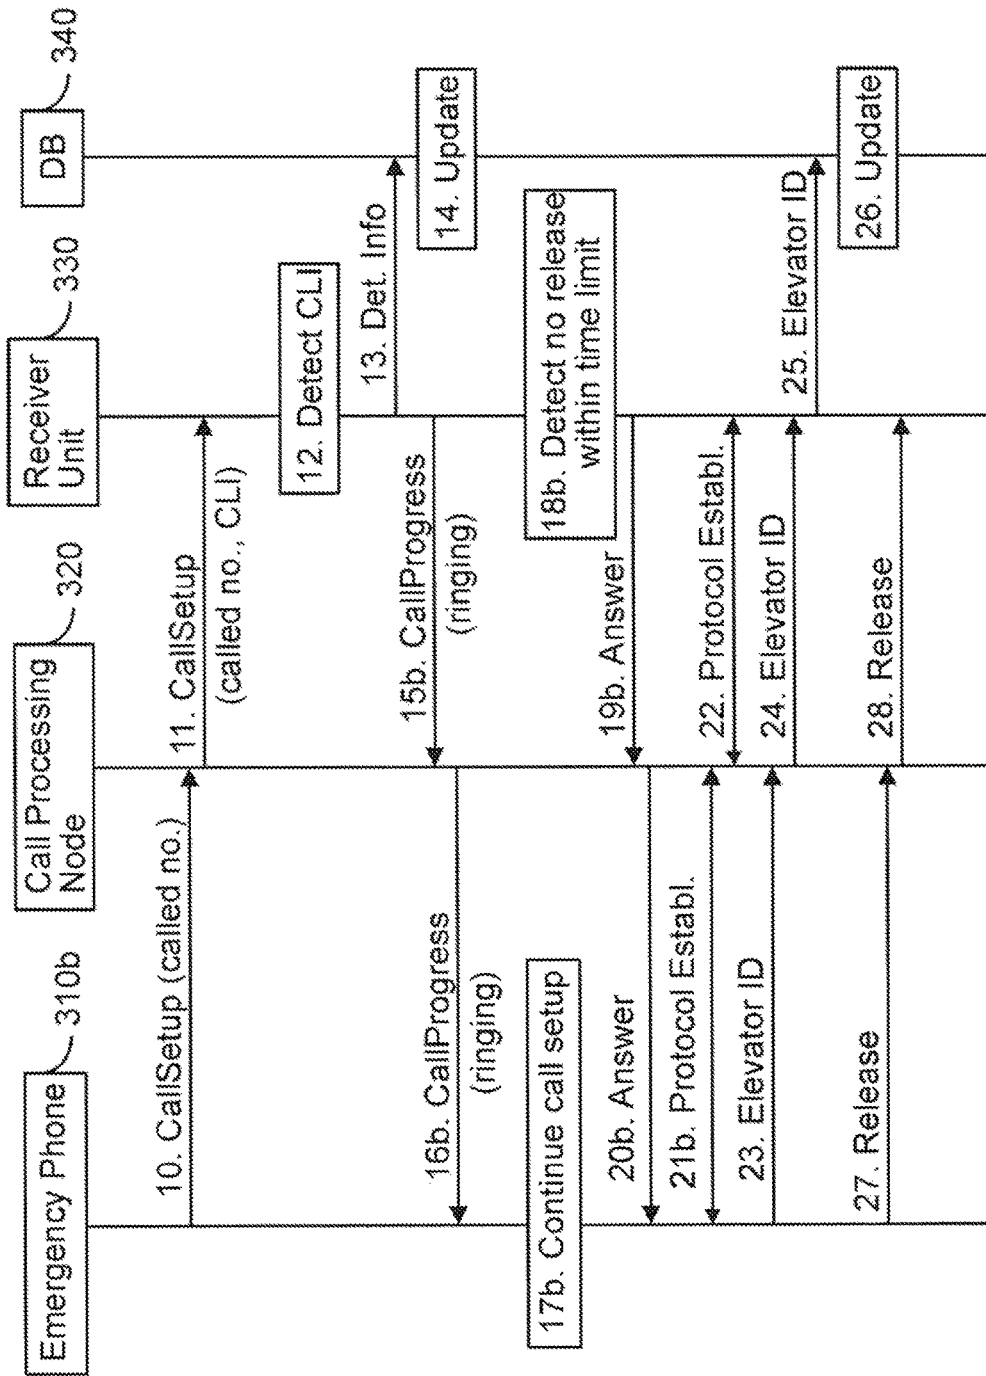 Emergency Phone
310b
Call Processing
Node
320
Receiver
Unit
330
DB
340
10. CallSetup (called no.)
11. CallSetup
(called no., CLI)
12. Detect CLI
13. Det. Info
14. Update
15b. CallProgress
(ringing)
16b. CallProgress
(ringing)
17b. Continue call setup
18b. Detect no release
within time limit
19b. Answer
20b. Answer
21b. Protocol Establ.
22. Protocol Establ.
23. Elevator ID
24. Elevator ID
25. Elevator ID
26. Update
27. Release
28. Release